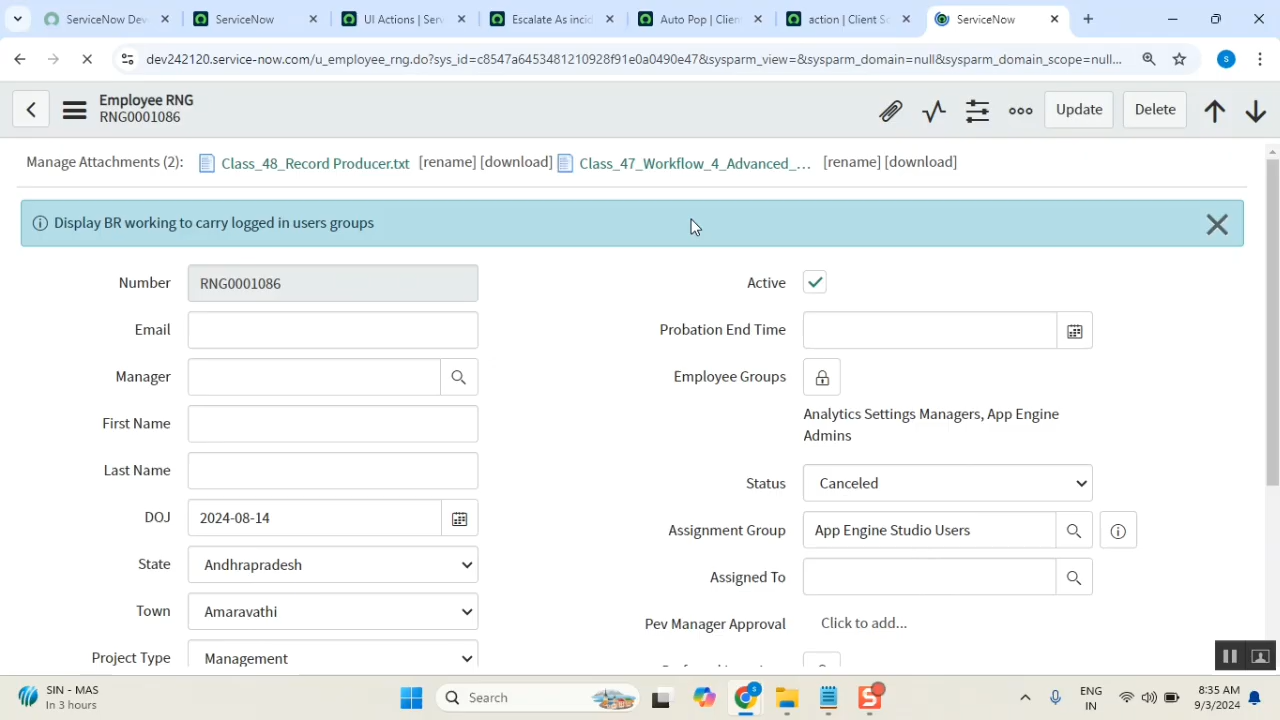 ServiceNow Dev
ServiceNow
UI Actions | Serv
Escalate As incid
Auto Pop | Client
action | Client S
ServiceNow
dev242120.service-now.com/u_employee_rng.do?sys_id=c8547a6453481210928f91e0a0490e47&sysparm_view=&sysparm_domain=null&sysparm_domain_scope=null...
s
Employee RNG
RNG0001086
Update
Delete
Manage Attachments (2): Class_48_Record Producer.txt [rename] [download] Class_47_Workflow_4_Advanced_... [rename] [download]
Display BR working to carry logged in users groups
Number RNG0001086
Email
Manager
First Name
Last Name
DOJ 2024-08-14
State Andhrapradesh
Town Amaravathi
Project Type Management
Active
Probation End Time
Employee Groups
Analytics Settings Managers, App Engine
Admins
Status Canceled
Assignment Group App Engine Studio Users
Assigned To
Pev Manager Approval Click to add...
SIN - MAS
In 3 hours
Search
ENG
IN
8:35 AM
9/3/2024